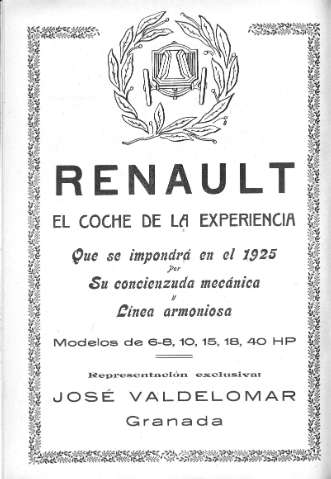 RENAULT
EL COCHE DE LA EXPERIENCIA
Que se impondrá en el 1925
por
Su concienzuda mecánica
y
Línea armoniosa
Modelos de 6-8, 10, 15, 18, 40 HP
Representación exclusiva:
JOSÉ VALDELOMAR
Granada